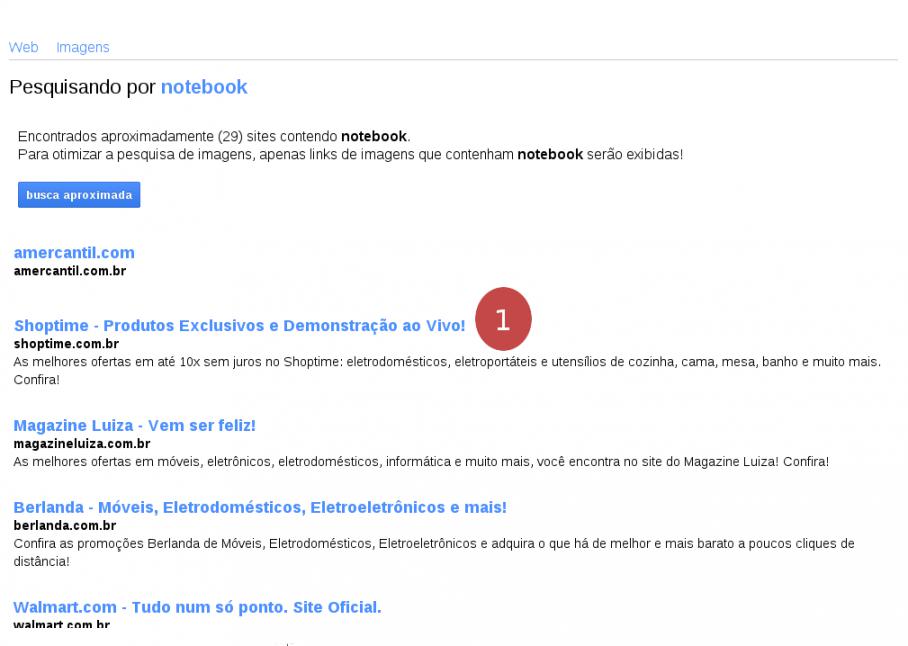 Web Imagens
Pesquisando por notebook
Encontrados aproximadamente (29) sites contendo notebook.
Para otimizar a pesquisa de imagens, apenas links de imagens que contenham notebook serão exibidas!
busca aproximada
amercantil.com
amercantil.com.br
Shoptime - Produtos Exclusivos e Demonstração ao Vivo! 1
shoptime.com.br
As melhores ofertas em até 10x sem juros no Shoptime: eletrodomésticos, eletroportáteis e utensílios de cozinha, cama, mesa, banho e muito mais.
Confira!
Magazine Luiza - Vem ser feliz!
magazineluiza.com.br
As melhores ofertas em móveis, eletrônicos, eletrodomésticos, informática e muito mais, você encontra no site do Magazine Luiza! Confira!
Berlanda - Móveis, Eletrodomésticos, Eletroeletrônicos e mais!
berlanda.com.br
Confira as promoções Berlanda de Móveis, Eletrodomésticos, Eletroeletrônicos e adquira o que há de melhor e mais barato a poucos cliques de
distância!
Walmart.com - Tudo num só ponto. Site Oficial.
walmart.com.br